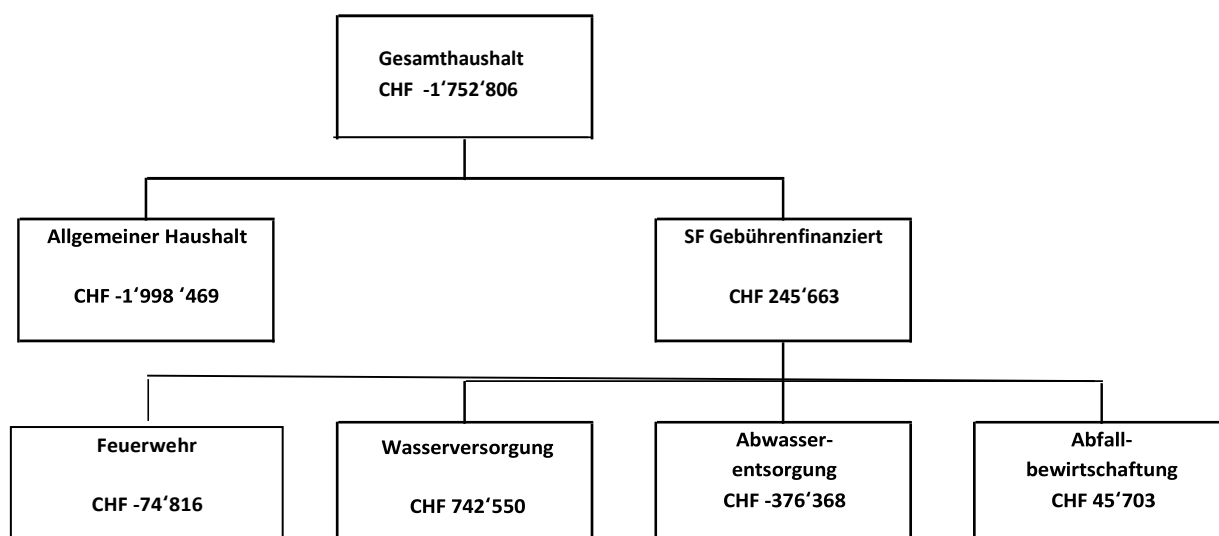 Gesamthaushalt
CHF -1‘752‘806
Allgemeiner Haushalt
CHF -1‘998 ‘469
SF Gebührenfinanziert
CHF 245‘663
Feuerwehr
CHF -74‘816
Wasserversorgung
CHF 742‘550
Abwasser-
entsorgung
CHF -376‘368
Abfall-
bewirtschaftung
CHF 45‘703